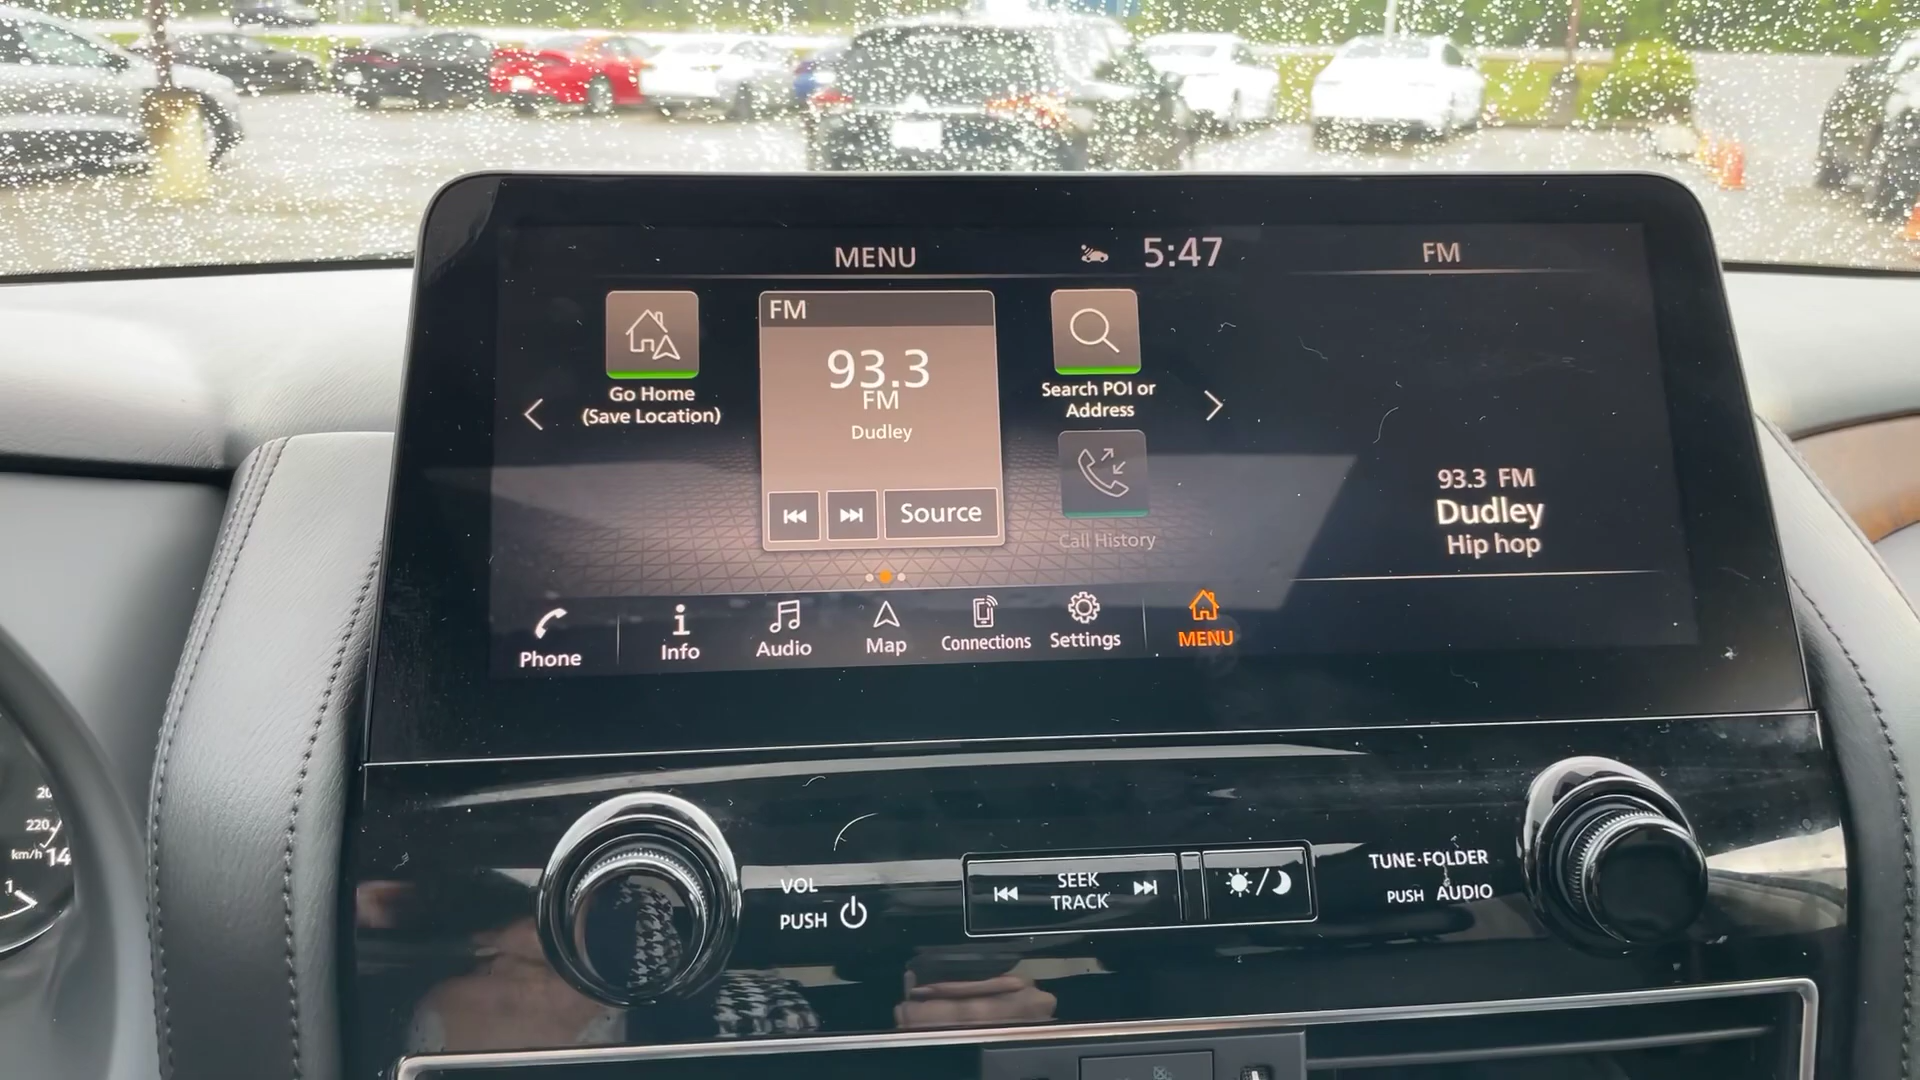 MENU
5:47
FM
Go Home
(Save Location)
FM
93.3
FM
Dudley
Source
Search POI or
Address
Call History
93.3 FM
Dudley
Hip hop
Phone
Info
Audio
Map
Connections
Settings
MENU
VOL
PUSH
SEEK
TRACK
TUNE·FOLDER
PUSH AUDIO
220
km/h 14